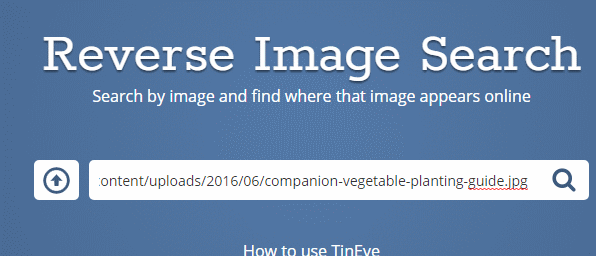 Reverse Image Search
Search by image and find where that image appears online
:ontent/uploads/2016/06/companion-vegetable-planting-guide.jpg
How to use TinEye